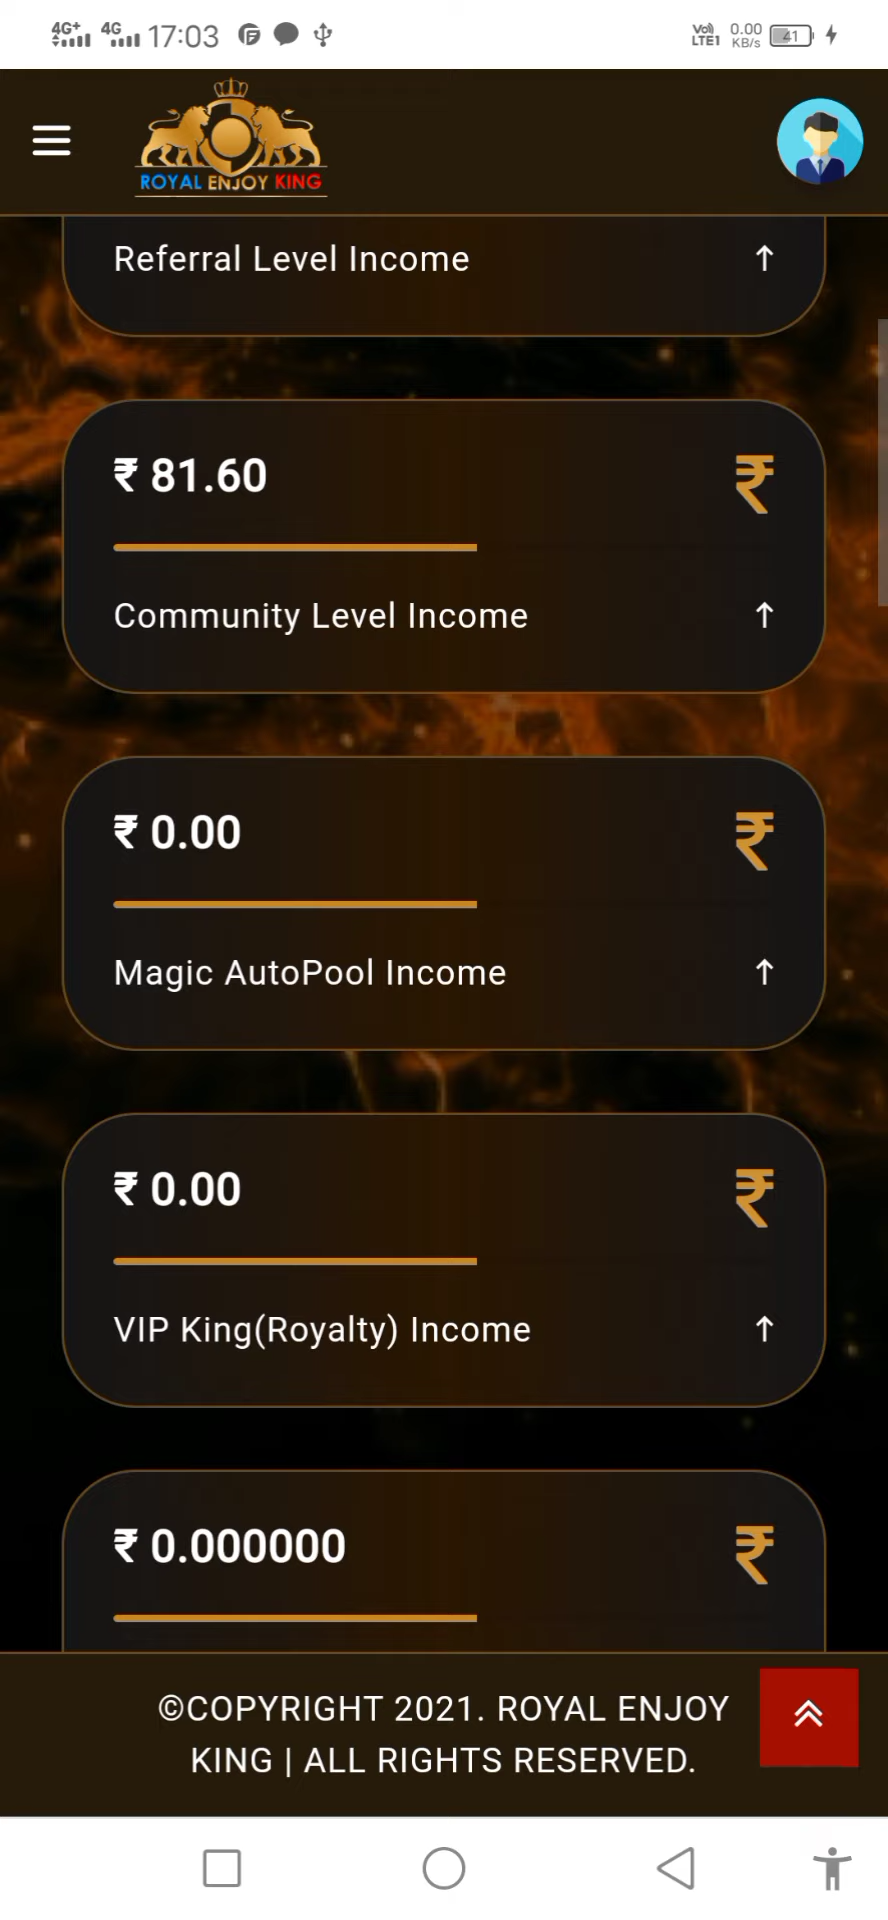 4G+ 4G 17:03 Vo) LTE1 0.00 KB/s 41
ROYAL ENJOY KING
Referral Level Income ↑
₹ 81.60 ₹
Community Level Income ↑
₹ 0.00 ₹
Magic AutoPool Income ↑
₹ 0.00 ₹
VIP King(Royalty) Income ↑
₹ 0.000000 ₹
©COPYRIGHT 2021. ROYAL ENJOY
KING | ALL RIGHTS RESERVED.